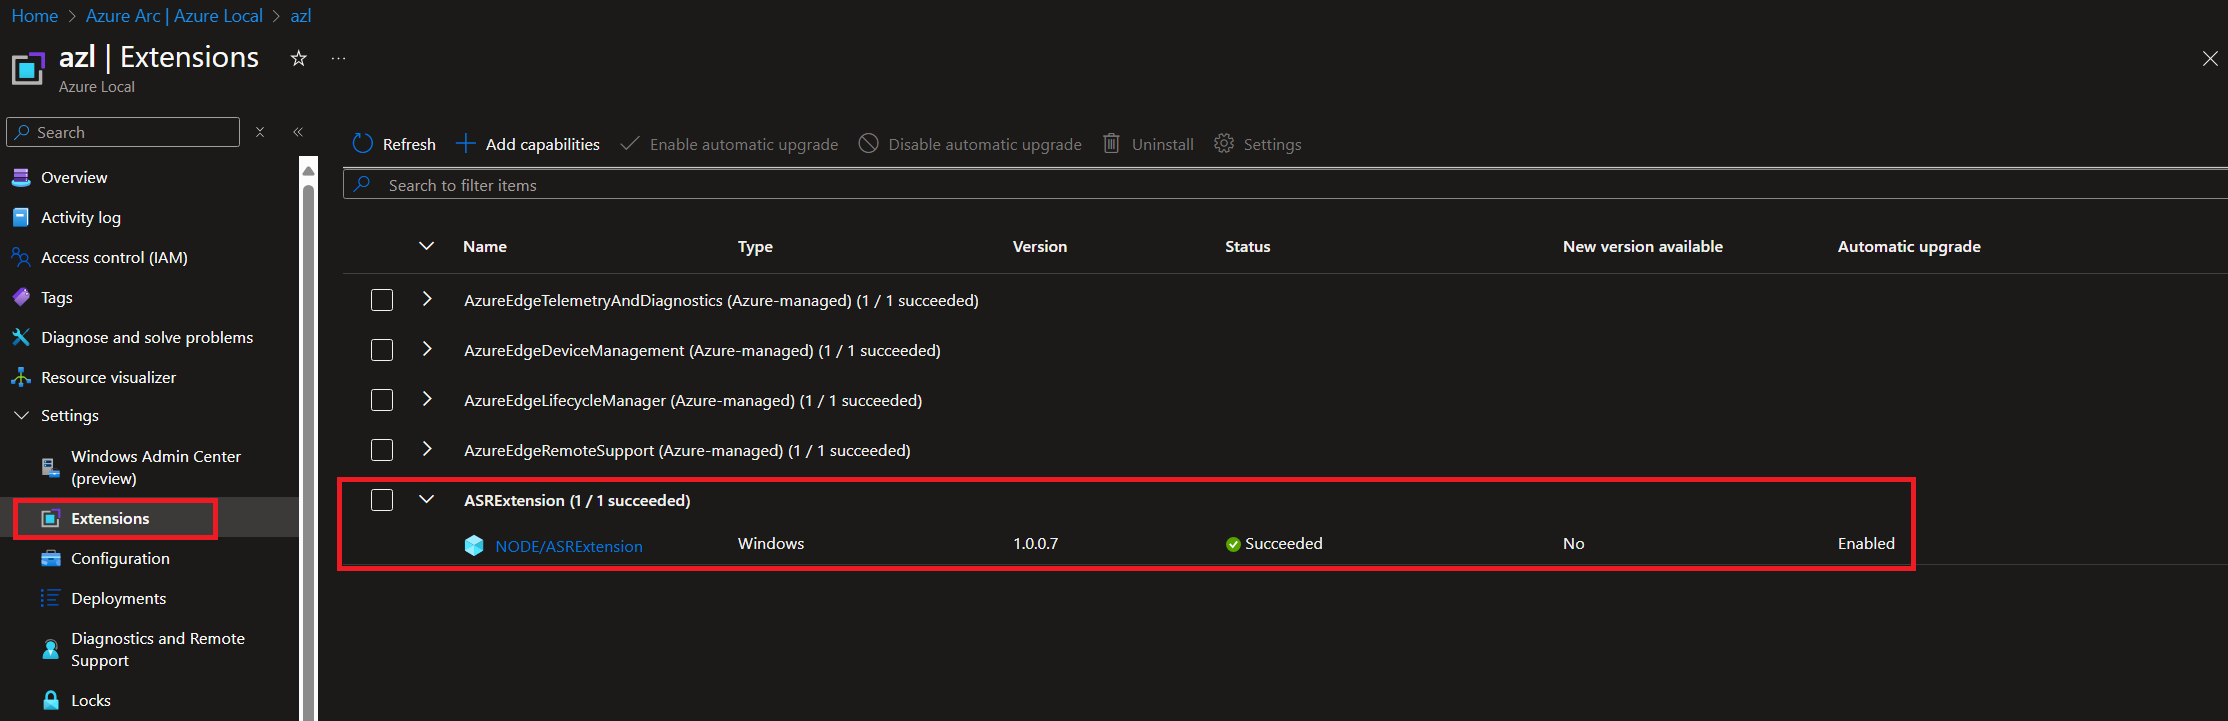 Home > Azure Arc | Azure Local > azl
azl | Extensions
Azure Local
Search
Overview
Activity log
Access control (IAM)
Tags
Diagnose and solve problems
Resource visualizer
Settings
Windows Admin Center
(preview)
Extensions
Configuration
Deployments
Diagnostics and Remote
Support
Locks
Refresh Add capabilities Enable automatic upgrade Disable automatic upgrade Uninstall Settings
Search to filter items
Name Type Version Status New version available Automatic upgrade
AzureEdgeTelemetryAndDiagnostics (Azure-managed) (1 / 1 succeeded)
AzureEdgeDeviceManagement (Azure-managed) (1 / 1 succeeded)
AzureEdgeLifecycleManager (Azure-managed) (1 / 1 succeeded)
AzureEdgeRemoteSupport (Azure-managed) (1 / 1 succeeded)
ASRExtension (1 / 1 succeeded)
NODE/ASRExtension Windows 1.0.0.7 Succeeded No Enabled